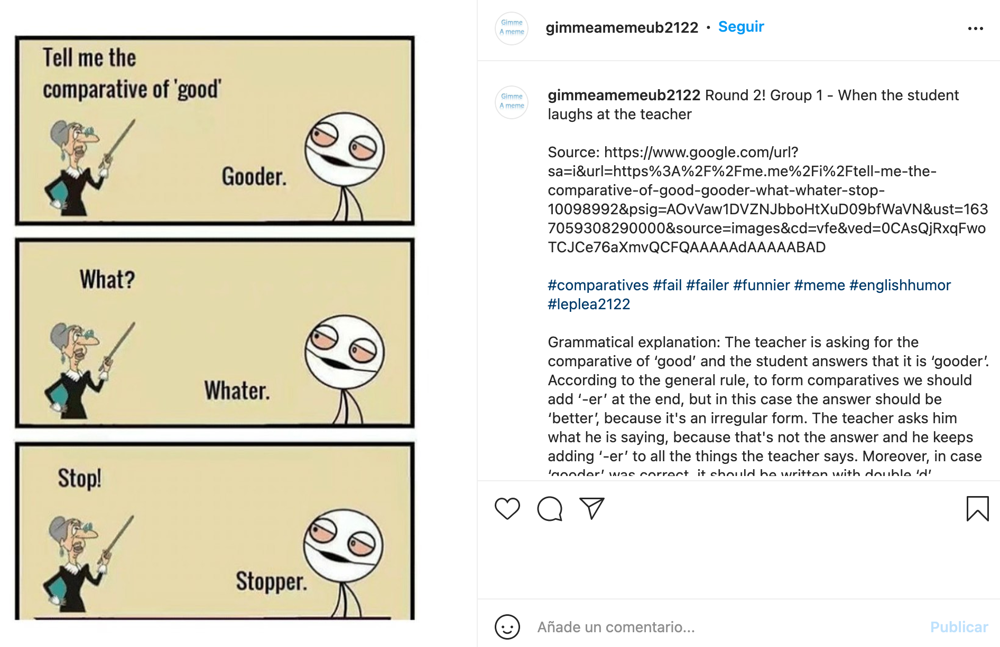 Tell me the
comparative of 'good'
Gooder.
What?
Whater.
Stop!
Stopper.
Gimme
A meme
gimmeamemeub2122 • Seguir
Gimme
A meme
gimmeamemeub2122 Round 2! Group 1 - When the student
laughs at the teacher
Source: https://www.google.com/url?
sa=i&url=https%3A%2F%2Fme.me%2Fi%2Ftell-me-the-
comparative-of-good-gooder-what-whater-stop-
10098992&psig=AOvVaw1DVZNJbboHtXuD09bfWaVN&ust=163
7059308290000&source=images&cd=vfe&ved=0CAsQjRxqFwo
TCJCe76aXmvQCFQAAAAAdAAAAABAD
#comparatives #fail #failer #funnier #meme #englishhumor
#leplea2122
Grammatical explanation: The teacher is asking for the
comparative of ‘good’ and the student answers that it is ‘gooder’.
According to the general rule, to form comparatives we should
add ‘-er’ at the end, but in this case the answer should be
‘better’, because it's an irregular form. The teacher asks him
what he is saying, because that's not the answer and he keeps
adding ‘-er’ to all the things the teacher says. Moreover, in case
‘gooder’ was correct, it should be written with double ‘d’
Añade un comentario...
Publicar